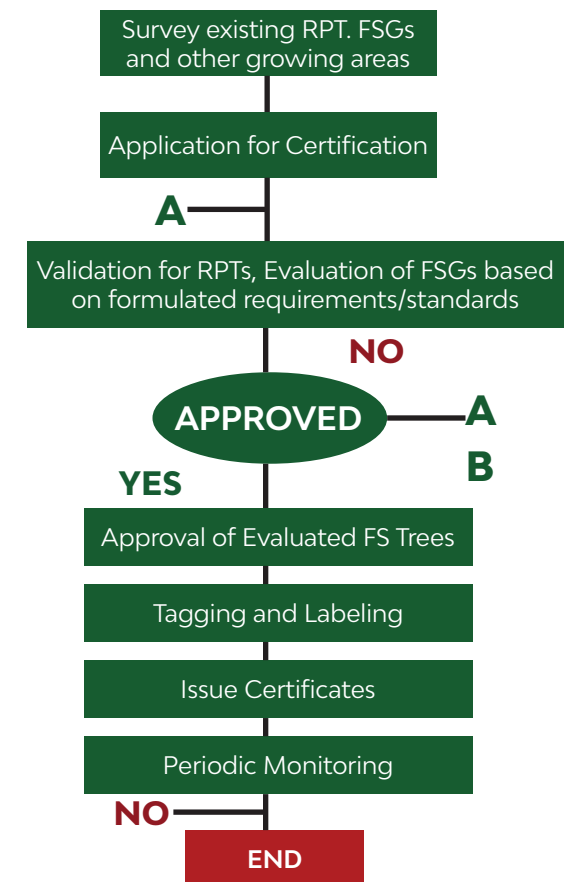 Survey existing RPT. FSGs
and other growing areas
Application for Certification
A
Validation for RPTs, Evaluation of FSGs based
on formulated requirements/standards
NO
APPROVED
A
B
YES
Approval of Evaluated FS Trees
Tagging and Labeling
Issue Certificates
Periodic Monitoring
NO
END